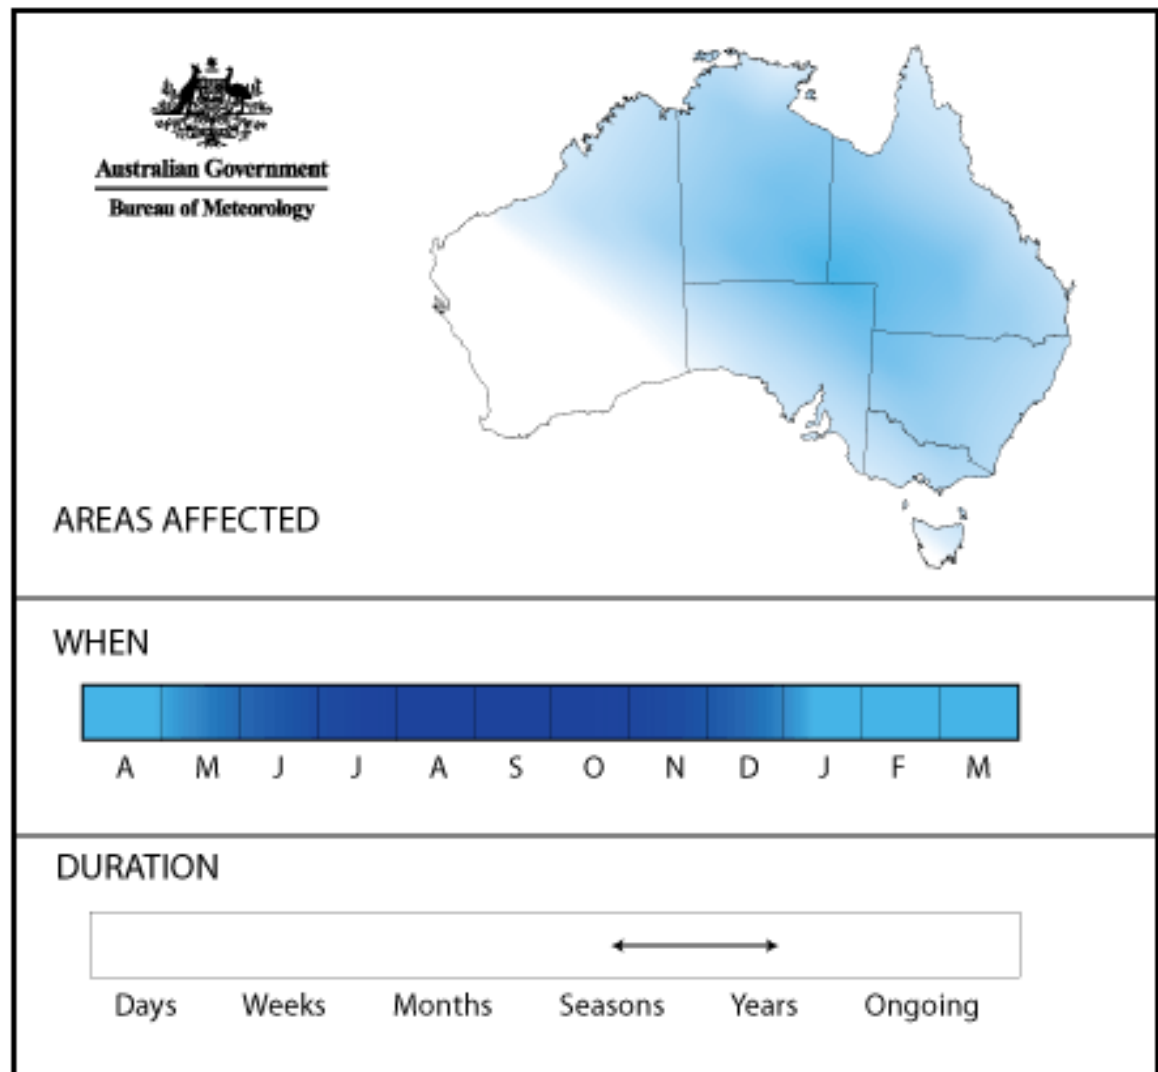 Australian Government
Bureau of Meteorology
AREAS AFFECTED
WHEN
A M J J A S O N D J F M
DURATION
Days Weeks Months Seasons Years Ongoing